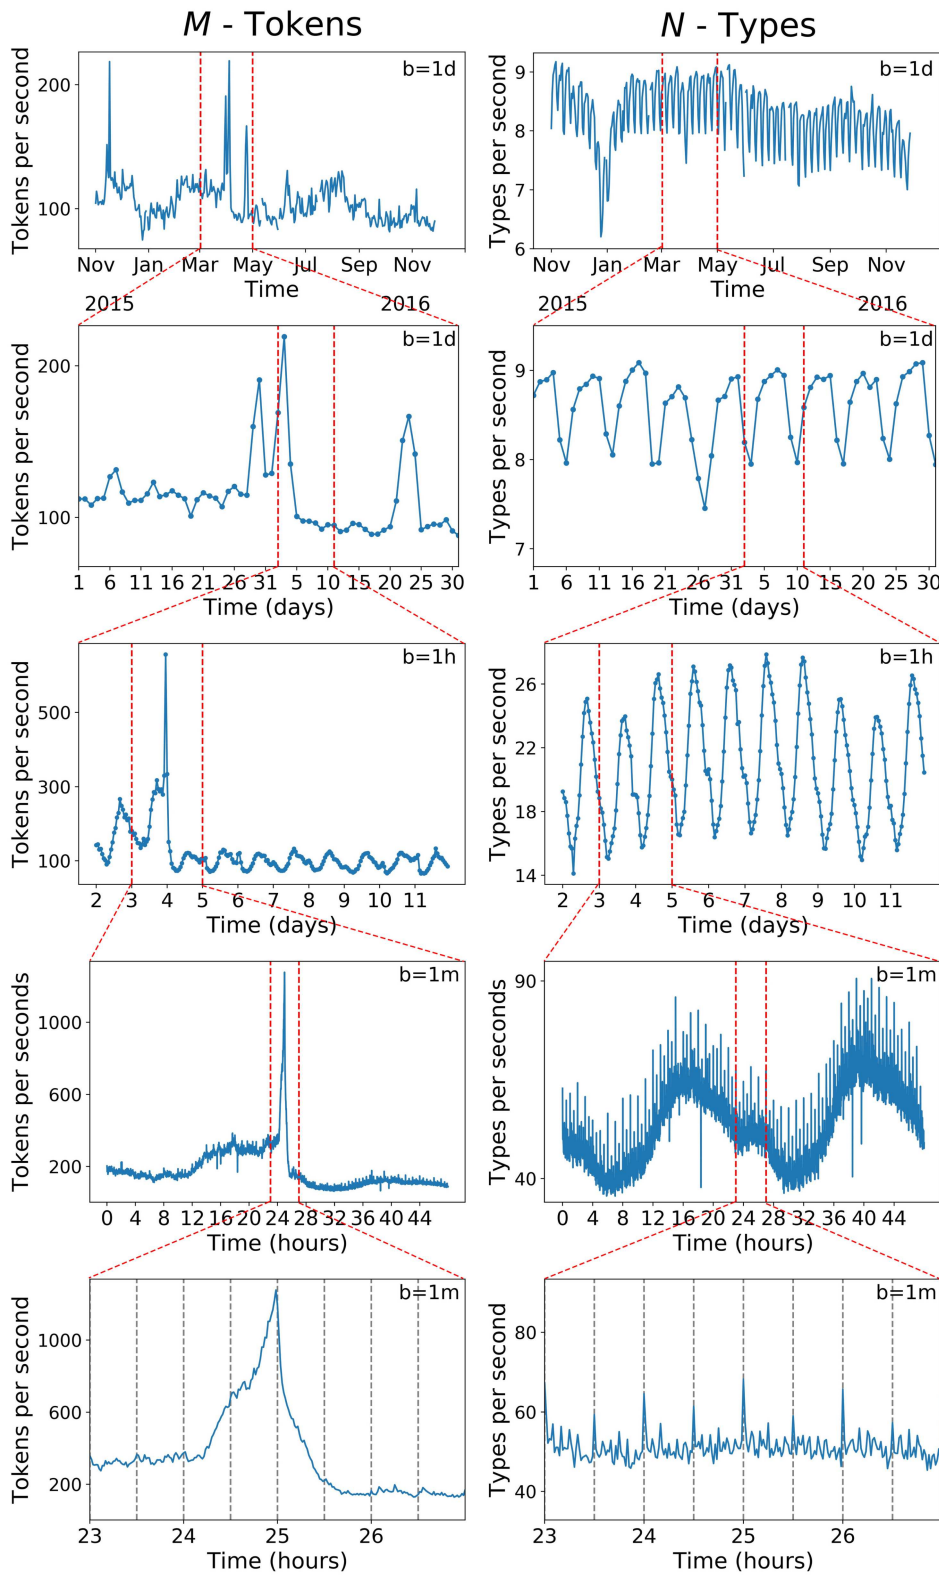 M - Tokens
N - Types
Tokens per second
b=1d
200
100
Nov Jan Mar May Jul Sep Nov
Time
2015 2016
Types per second
b=1d
9
8
7
6
Nov Jan Mar May Jul Sep Nov
Time
2015 2016
Tokens per second
b=1d
200
100
1 6 11 16 21 26 31 5 10 15 20 25 30
Time (days)
Types per second
b=1d
9
8
7
1 6 11 16 21 26 31 5 10 15 20 25 30
Time (days)
Tokens per second
b=1h
500
300
100
2 3 4 5 6 7 8 9 10 11
Time (days)
Types per second
b=1h
26
22
18
14
2 3 4 5 6 7 8 9 10 11
Time (days)
Tokens per seconds
b=1m
1000
600
200
0 4 8 12 16 20 24 28 32 36 40 44
Time (hours)
Types per seconds
b=1m
90
40
0 4 8 12 16 20 24 28 32 36 40 44
Time (hours)
Tokens per second
b=1m
1000
600
200
23 24 25 26
Time (hours)
Types per second
b=1m
80
60
40
23 24 25 26
Time (hours)